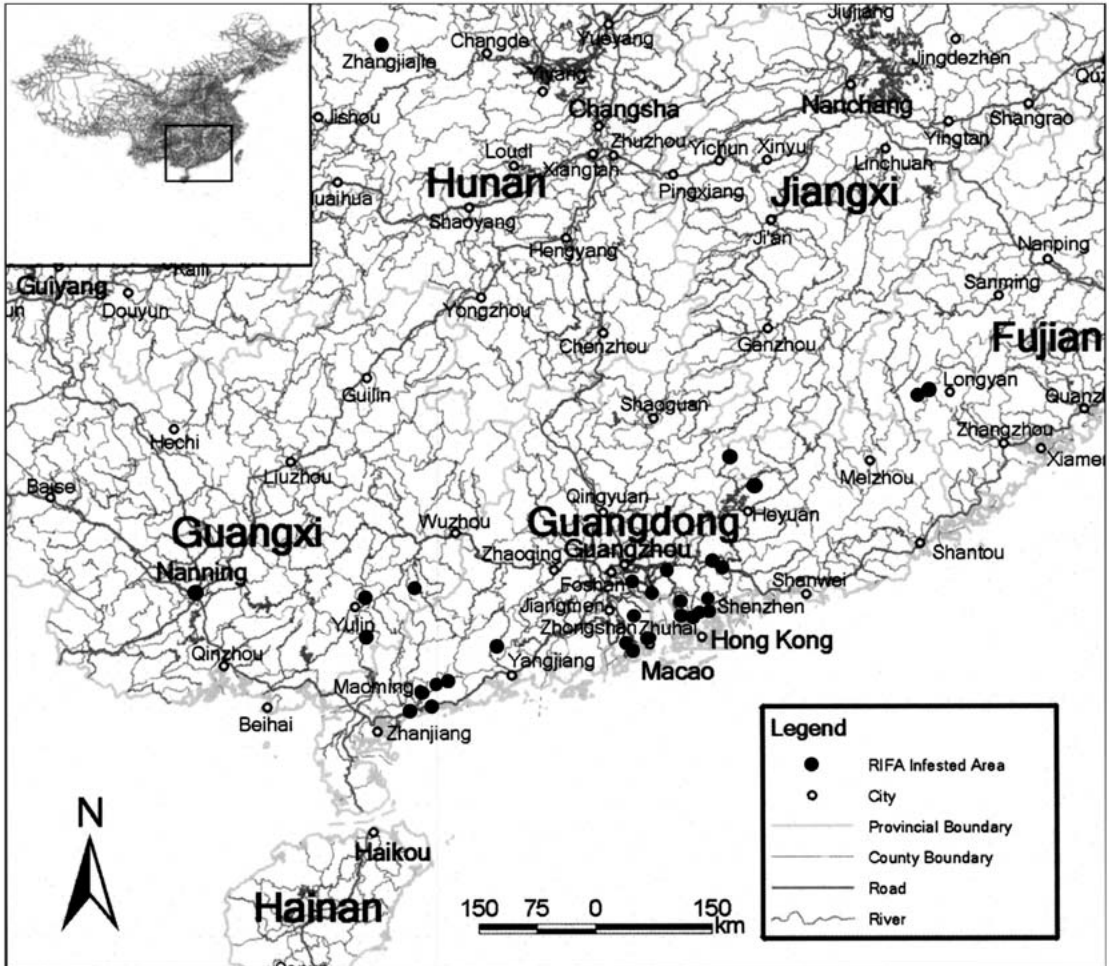 Jiujiang
Yueyang
Changde
Zhangjiajie
Jingdezhen
Yiyang
Changsha
Nanchang
Shangrao
Jishou
Zhuzhou
Yichun
Xinyu
Yingtan
Loudi
Xiangtan
Linchuan
Hunan
Pingxiang
Jiangxi
uaihua
Shaoyang
Ji'an
Hengyang
Nanping
Kaili
Guiyang
Sanming
un
Douyun
Yongzhou
Chenzhou
Ganzhou
Fujian
Guilin
Longyan
Shaoguan
Quanz
Hechi
Zhangzhou
Xiamen
Liuzhou
Meizhou
Baise
Qingyuan
Guangxi
Wuzhou
Guangdong
Heyuan
Zhaoqing
Guangzhou
Shantou
Nanning
Foshan
Shanwei
Yulin
Jiangmen
Shenzhen
Zhongshan
Zhuhai
Hong Kong
Qinzhou
Yangjiang
Macao
Maoming
Beihai
Zhanjiang
Legend
RIFA Infested Area
City
Provincial Boundary
County Boundary
Road
River
N
Haikou
Hainan
150 75 0 150
km